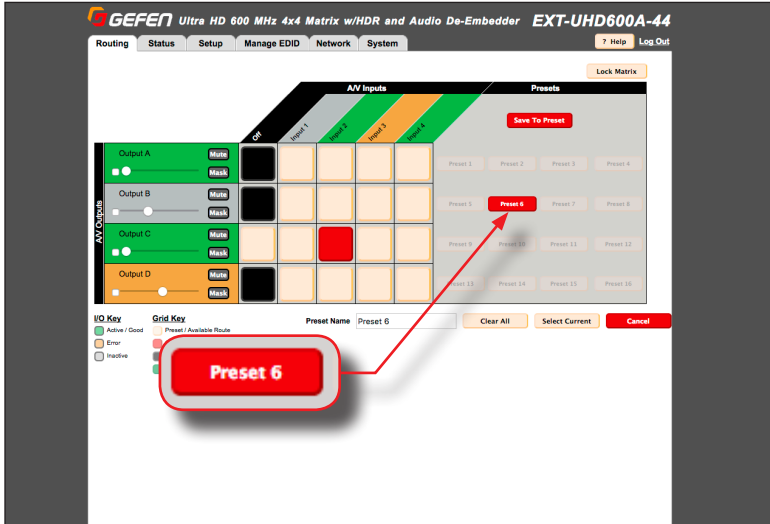 GEFEN Ultra HD 600 MHz 4x4 Matrix w/HDR and Audio De-Embedder EXT-UHD600A-44
Routing Status Setup Manage EDID Network System ? Help Log Out
Lock Matrix
A/V Inputs Presets
Off Input 1 Input 2 Input 3 Input 4
Save To Preset
A/V Outputs
Output A Mute
Mask
Preset 1 Preset 2 Preset 3 Preset 4
Output B Mute
Mask
Preset 5 Preset 6 Preset 7 Preset 8
Output C Mute
Mask
Preset 9 Preset 10 Preset 11 Preset 12
Output D Mute
Mask
Preset 13 Preset 14 Preset 15 Preset 16
I/O Key Grid Key
Preset Name Preset 6 Clear All Select Current Cancel
Active / Good Preset / Available Route
Error
Inactive
Preset 6